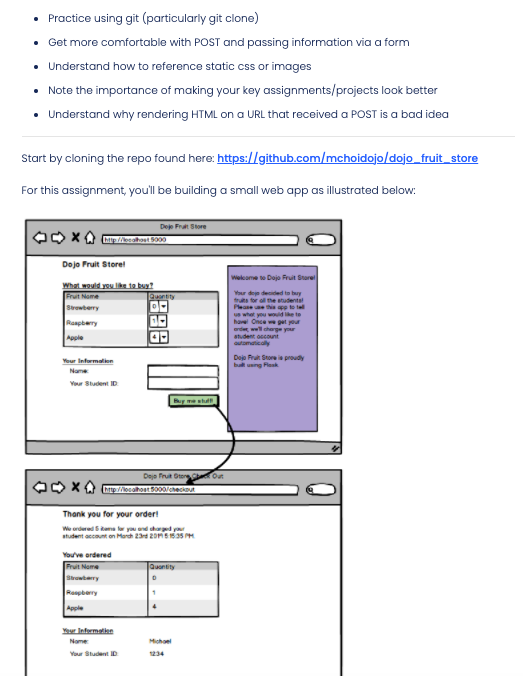 Practice using git (particularly git clone)
Get more comfortable with POST and passing information via a form
Understand how to reference static css or images
Note the importance of making your key assignments/projects look better
Understand why rendering HTML on a URL that received a POST is a bad idea
Start by cloning the repo found here: https://github.com/mchoidojo/dojo_fruit_store
For this assignment, you'll be building a small web app as illustrated below:
Dojo Fruit Store
http://localhost:5000
Dojo Fruit Store!
What would you like to buy?
Fruit Name Quantity
Strawberry 0
Raspberry 1
Apple 4
Your Information
Name:
Your Student ID:
Buy me stuff!
Welcome to Dojo Fruit Store!
Your dojo decided to buy
fruits for all the students!
Please use this app to tell
us what you would like to
have! Once we get your
order, we'll charge your
student account
automatically.
Dojo Fruit Store is proudly
built using Flask.
Dojo Fruit Store Check Out
http://localhost:5000/checkout
Thank you for your order!
We ordered 5 items for you and charged your
student account on March 23rd 2019 5:15:35 PM.
You've ordered
Fruit Name Quantity
Strawberry 0
Raspberry 1
Apple 4
Your Information
Name: Michael
Your Student ID: 1234